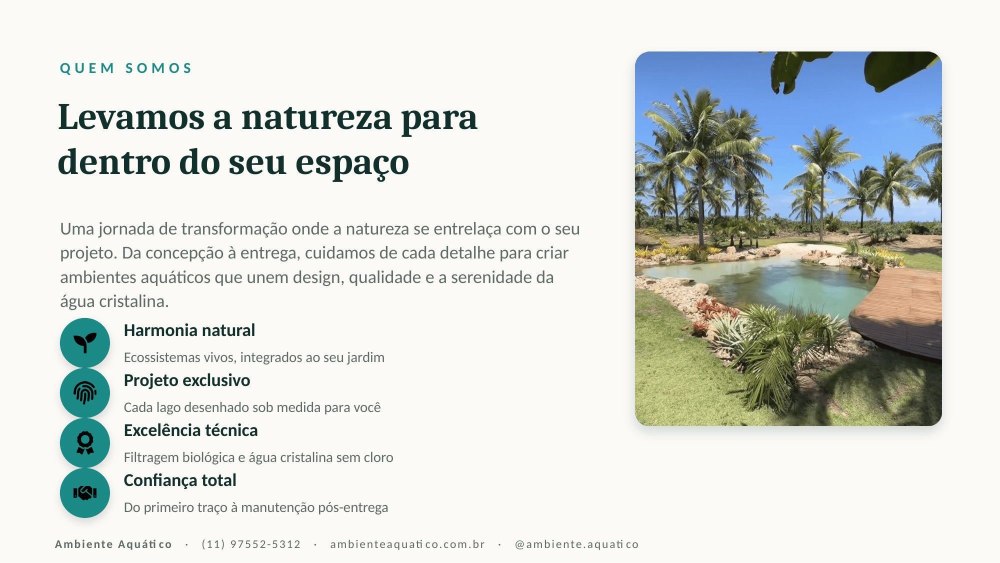 QUEM SOMOS
Levamos a natureza para
dentro do seu espaço
Uma jornada de transformação onde a natureza se entrelaça com o seu
projeto. Da concepção à entrega, cuidamos de cada detalhe para criar
ambientes aquáticos que unem design, qualidade e a serenidade da
água cristalina.
Harmonia natural
Ecossistemas vivos, integrados ao seu jardim
Projeto exclusivo
Cada lago desenhado sob medida para você
Excelência técnica
Filtragem biológica e água cristalina sem cloro
Confiança total
Do primeiro traço à manutenção pós-entrega
Ambiente Aquático · (11) 97552-5312 · ambienteaquatico.com.br · @ambiente.aquatico